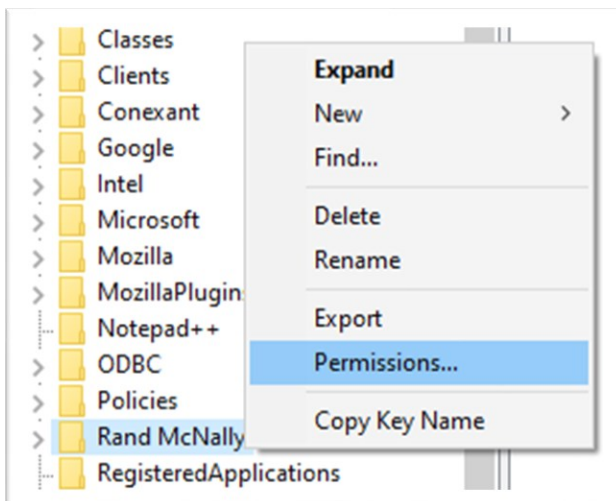 Classes
Clients
Conexant
Google
Intel
Microsoft
Mozilla
MozillaPlugin
Notepad++
ODBC
Policies
Rand McNally
RegisteredApplications
Expand
New
Find...
Delete
Rename
Export
Permissions...
Copy Key Name